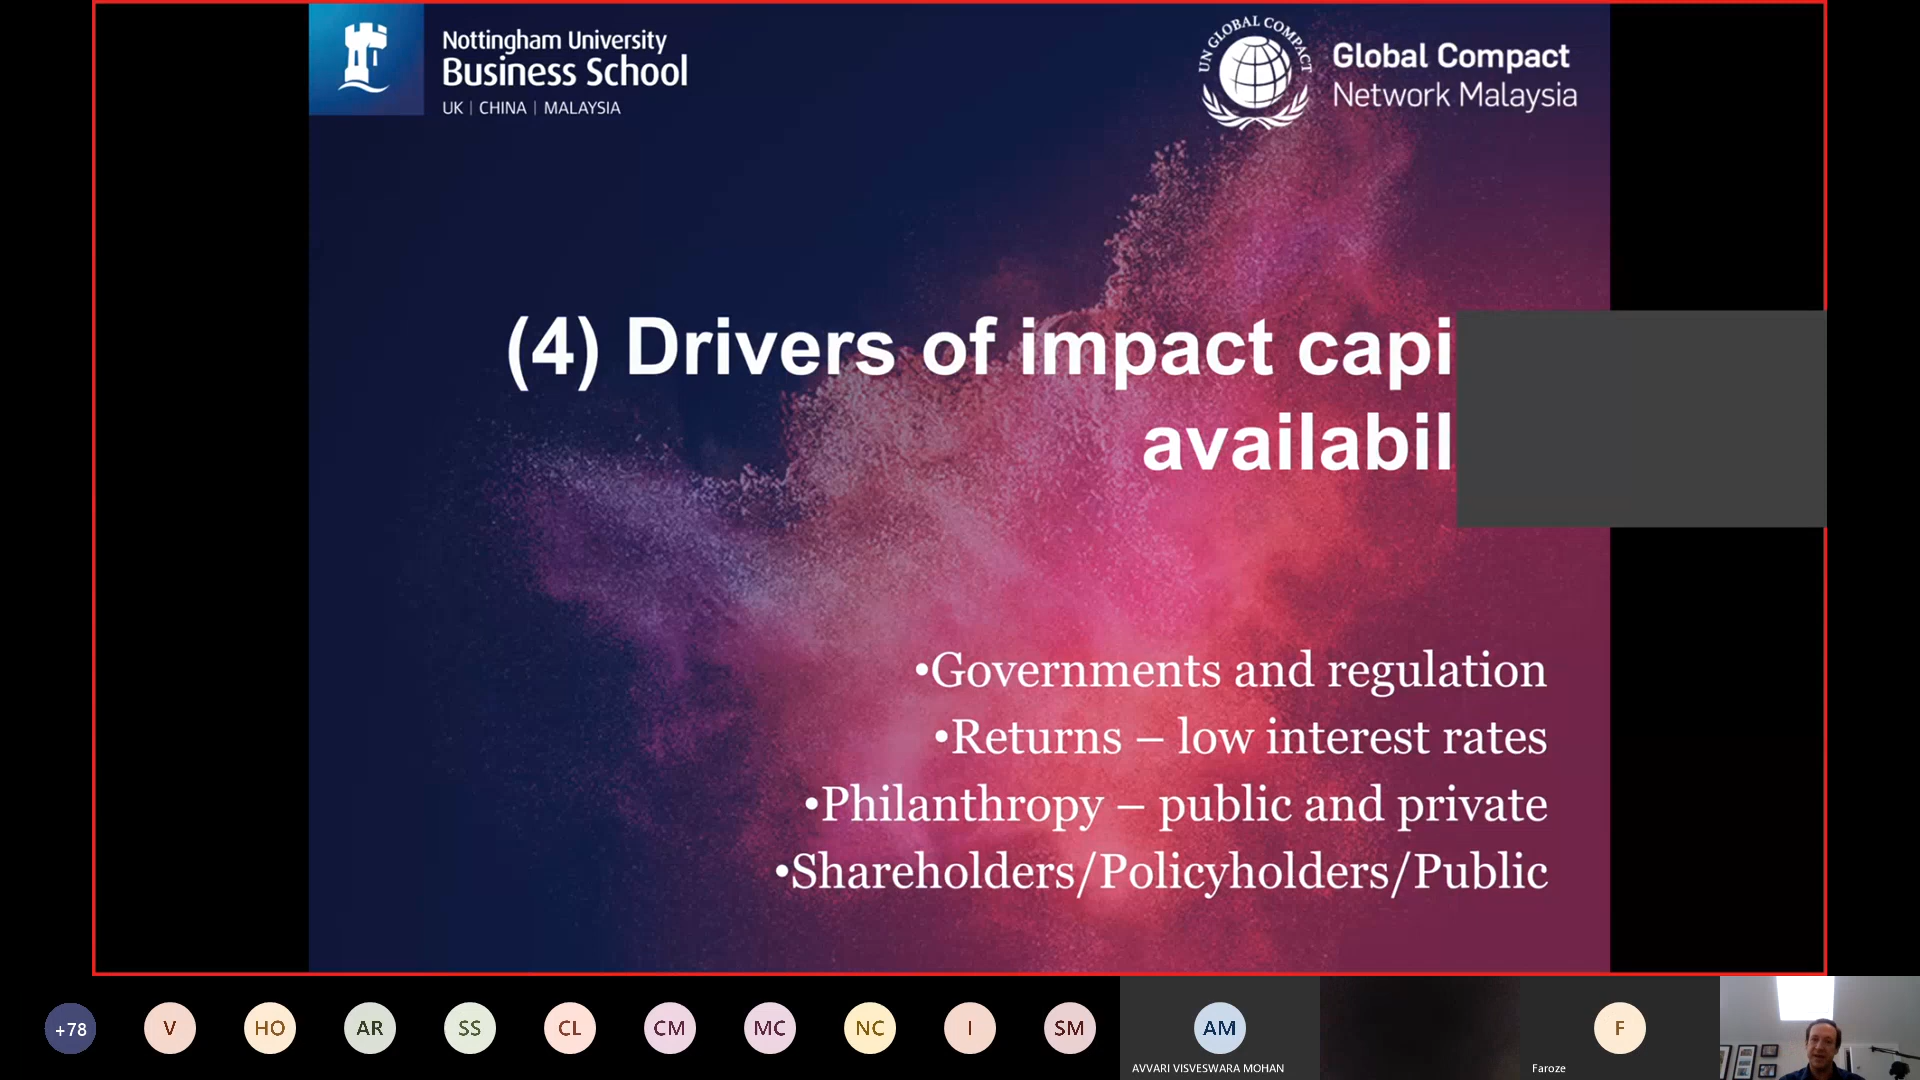 Nottingham University
Business School
UK | CHINA | MALAYSIA
UN GLOBAL COMPACT
Global Compact
Network Malaysia
(4) Drivers of impact capi
availabil
•Governments and regulation
•Returns – low interest rates
•Philanthropy – public and private
•Shareholders/Policyholders/Public
+78
V
HO
AR
SS
CL
CM
MC
NC
I
SM
AM
F
AVVARI VISVESWARA MOHAN
Faroze